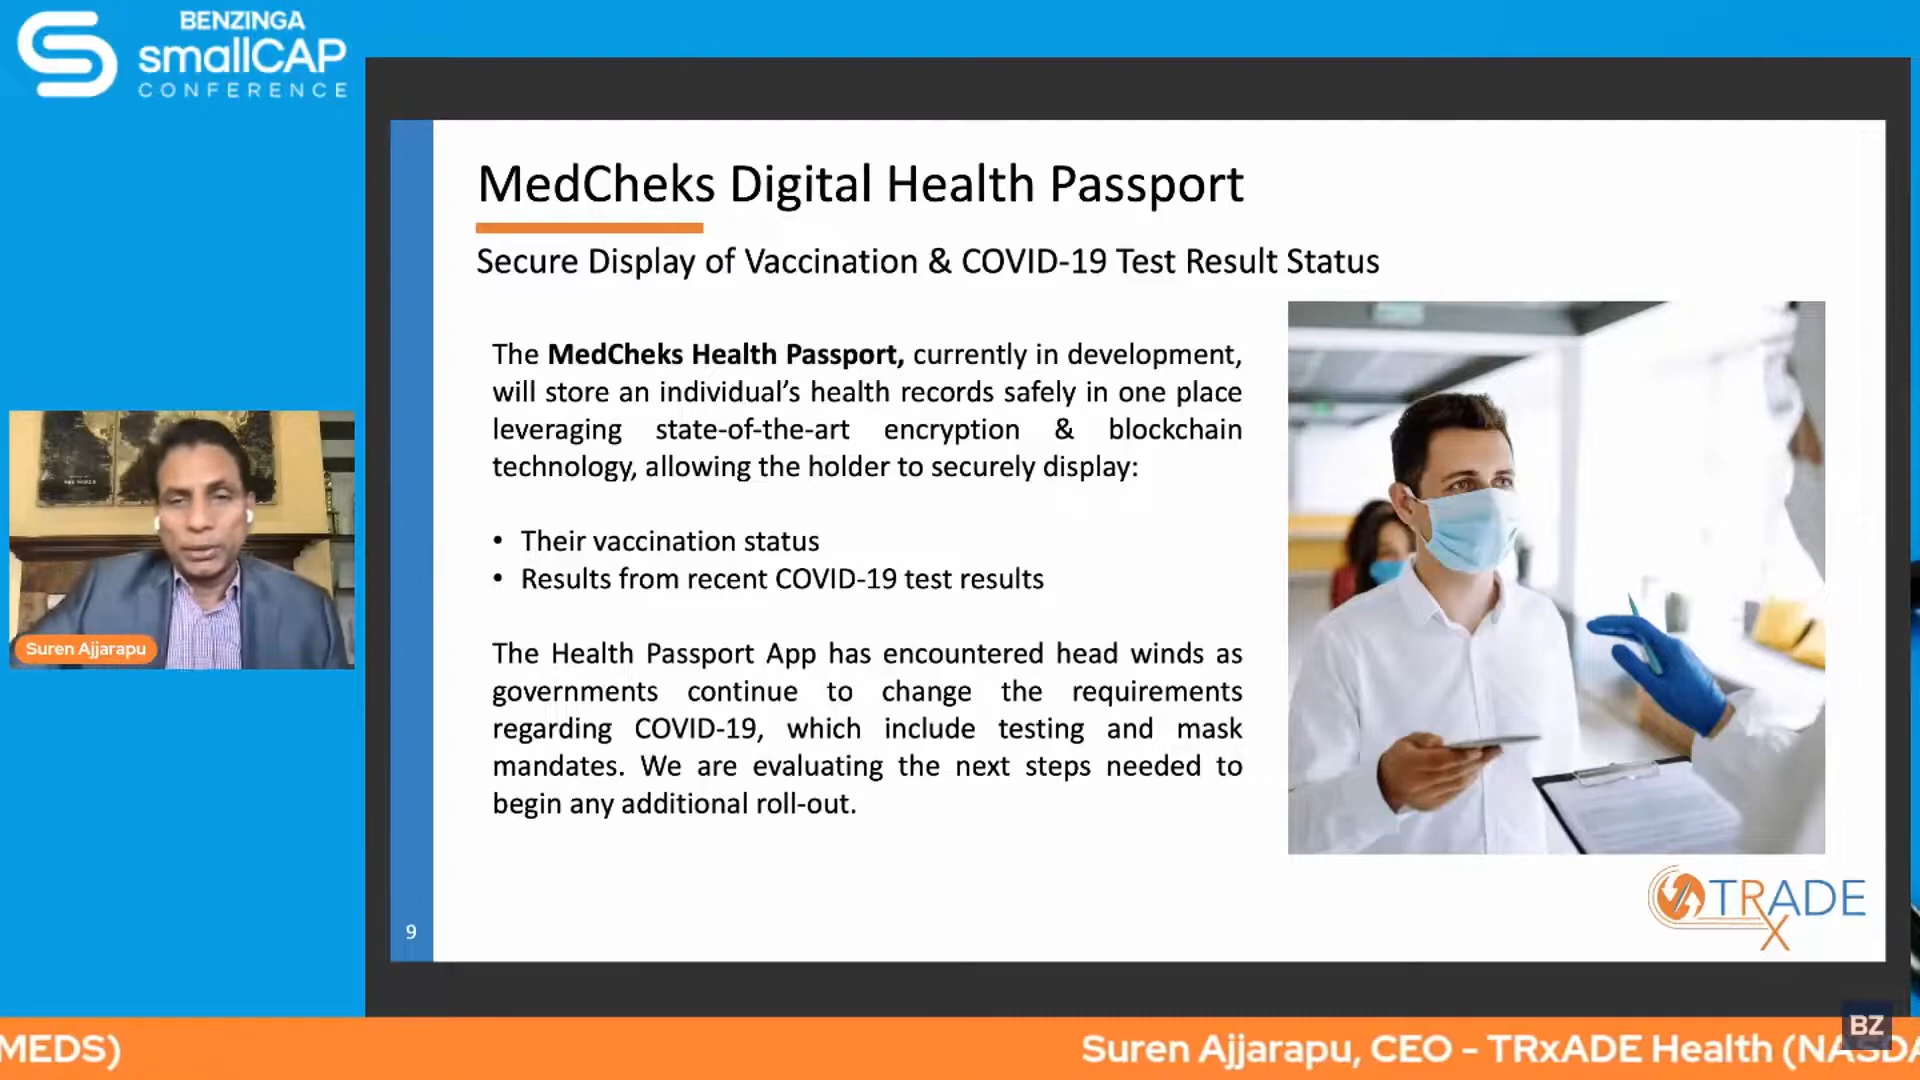 BENZINGA
smallCAP
CONFERENCE
MedCheks Digital Health Passport
Secure Display of Vaccination & COVID-19 Test Result Status
The MedCheks Health Passport, currently in development,
will store an individual's health records safely in one place
leveraging state-of-the-art encryption & blockchain
technology, allowing the holder to securely display:
• Their vaccination status
• Results from recent COVID-19 test results
The Health Passport App has encountered head winds as
governments continue to change the requirements
regarding COVID-19, which include testing and mask
mandates. We are evaluating the next steps needed to
begin any additional roll-out.
Suren Ajjarapu
9
TRADE
X
BZ
MEDS)
Suren Ajjarapu, CEO - TRxADE Health (NASDA